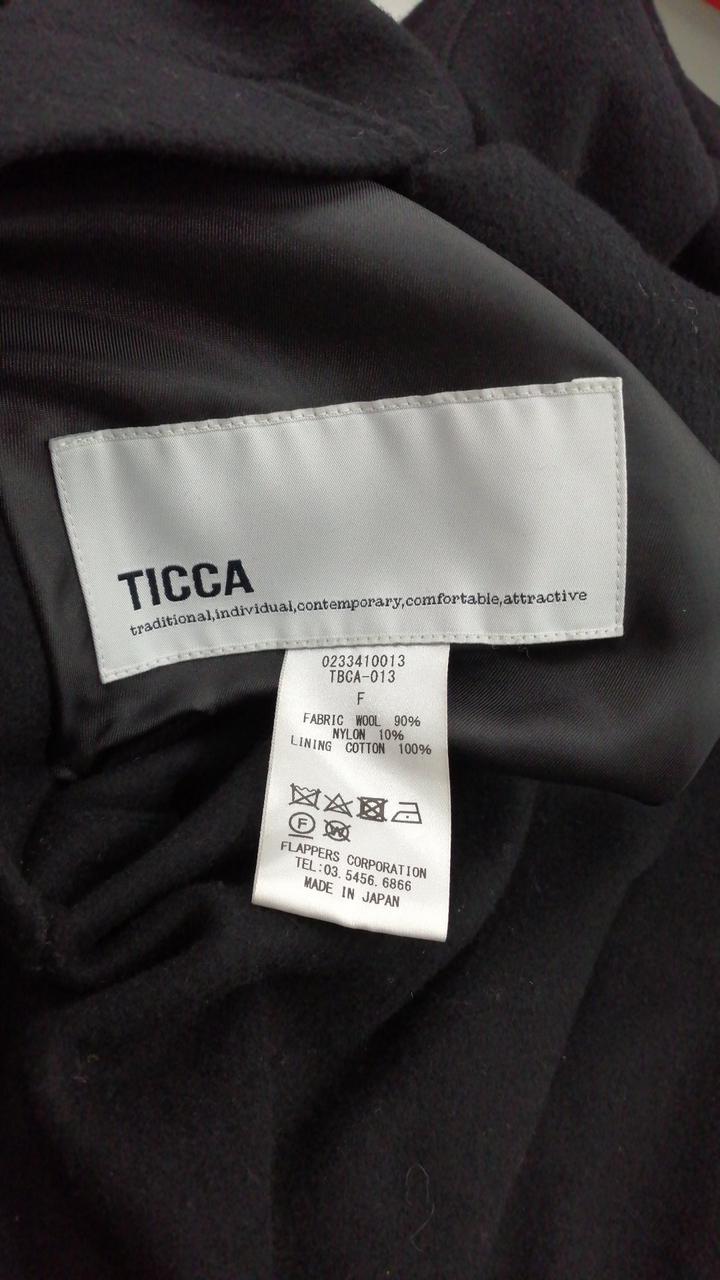 TICCA
traditional,individual,contemporary,comfortable,attractive
0233410013
TBCA-013
F
FABRIC WOOL 90%
NYLON 10%
LINING COTTON 100%
F W
FLAPPERS CORPORATION
TEL:03.5456.6866
MADE IN JAPAN